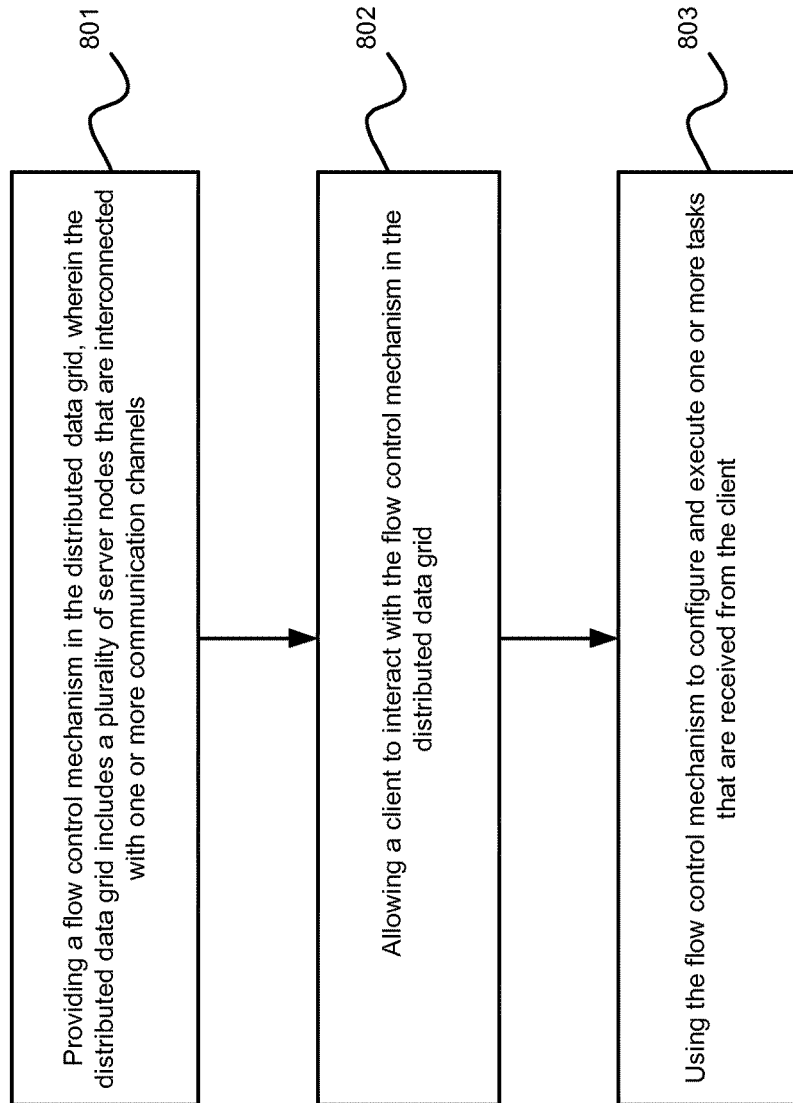 Providing a flow control mechanism in the distributed data grid, wherein the
distributed data grid includes a plurality of server nodes that are interconnected
with one or more communication channels
801
Allowing a client to interact with the flow control mechanism in the
distributed data grid
802
Using the flow control mechanism to configure and execute one or more tasks
that are received from the client
803